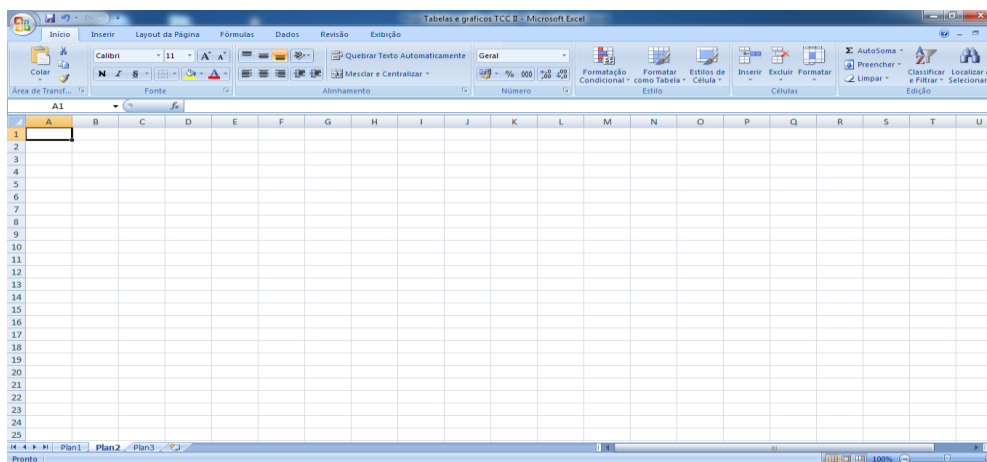 Tabelas e gráficos TCC II - Microsoft Excel
Início Inserir Layout da Página Fórmulas Dados Revisão Exibição
Calibri 11 Quebrar Texto Automaticamente Geral Σ AutoSoma
Preencher
Colar N I S A Mesclar e Centralizar % 000 Formatação Condicional Formatar como Tabela Estilos de Célula Inserir Excluir Formatar Limpar Classificar e Filtrar Localizar e Selecionar
Área de Transf... Fonte Alinhamento Número Estilo Células Edição
A1 fx
A B C D E F G H I J K L M N O P Q R S T U
1
2
3
4
5
6
7
8
9
10
11
12
13
14
15
16
17
18
19
20
21
22
23
24
25
Plan1 Plan2 Plan3
Pronto 100%